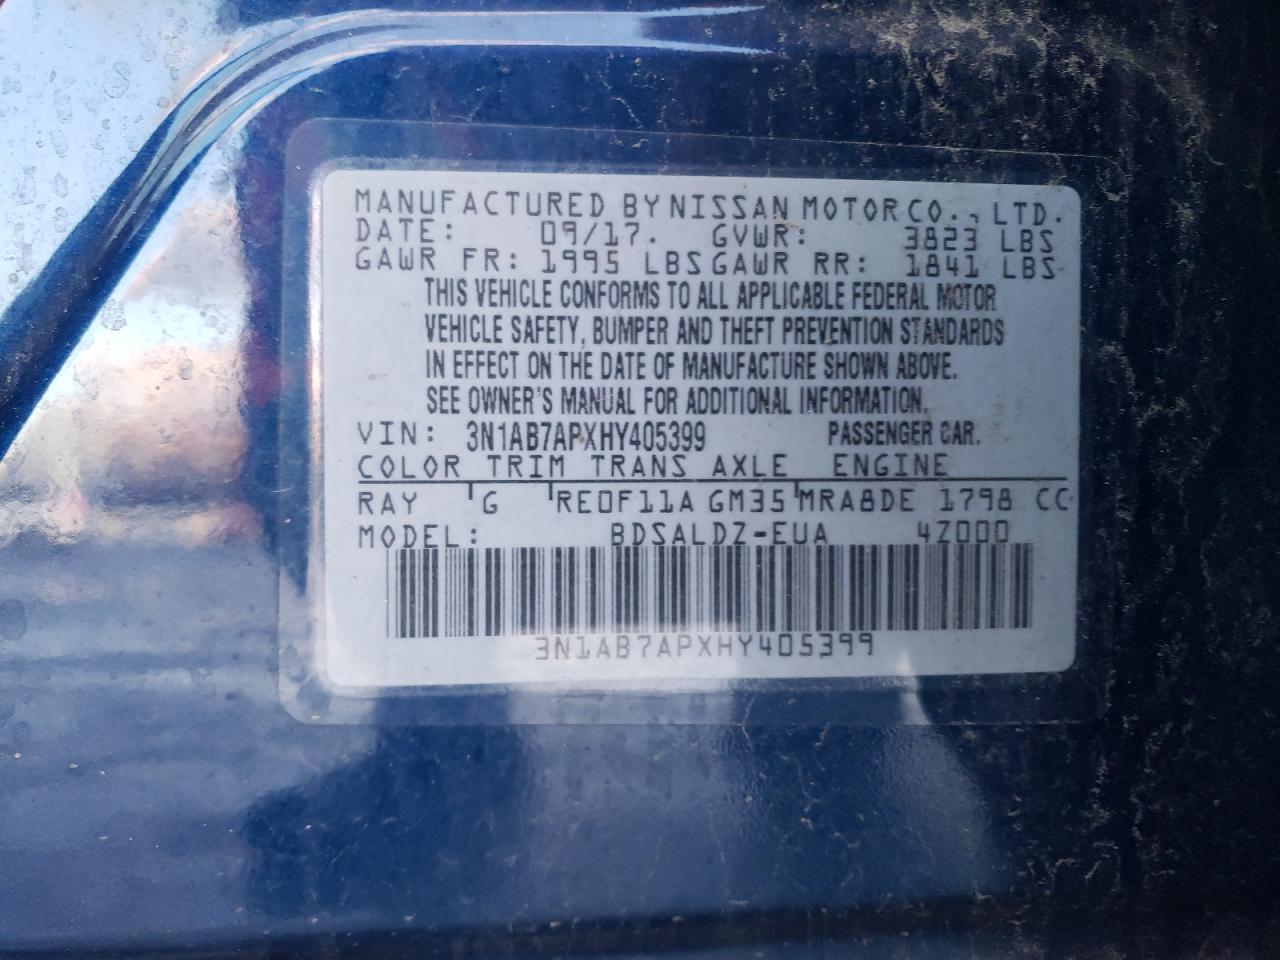 MANUFACTURED BY NISSAN MOTOR CO., LTD.
DATE: 09/17. GVWR: 3823 LBS
GAWR FR: 1995 LBS GAWR RR: 1841 LBS
THIS VEHICLE CONFORMS TO ALL APPLICABLE FEDERAL MOTOR
VEHICLE SAFETY, BUMPER AND THEFT PREVENTION STANDARDS
IN EFFECT ON THE DATE OF MANUFACTURE SHOWN ABOVE.
SEE OWNER'S MANUAL FOR ADDITIONAL INFORMATION.
VIN: 3N1AB7APXHY405399 PASSENGER CAR.
COLOR TRIM TRANS AXLE ENGINE
RAY G RE0F11A GM35 MRA8DE 1798 CC
MODEL: BDSALDZ-EUA 4Z000
3N1AB7APXHY405399